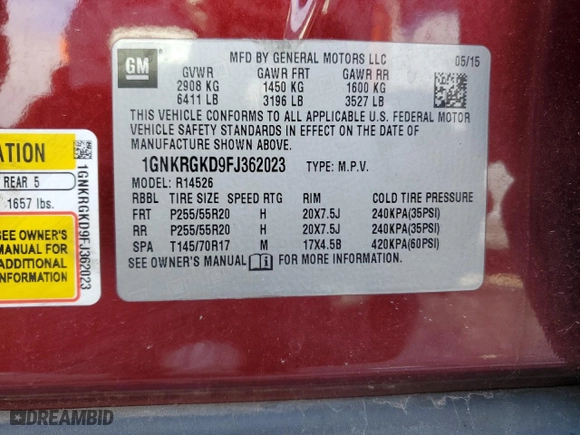 GM
MFD BY GENERAL MOTORS LLC 05/15
GVWR GAWR FRT GAWR RR
2908 KG 1450 KG 1600 KG
6411 LB 3196 LB 3527 LB
THIS VEHICLE CONFORMS TO ALL APPLICABLE U.S. FEDERAL MOTOR
VEHICLE SAFETY STANDARDS IN EFFECT ON THE DATE OF
MANUFACTURE SHOWN ABOVE.
1GNKRGKD9FJ362023 TYPE: M.P.V.
MODEL: R14526
RBBL TIRE SIZE SPEED RTG RIM COLD TIRE PRESSURE
FRT P255/55R20 H 20X7.5J 240KPA(35PSI)
RR P255/55R20 H 20X7.5J 240KPA(35PSI)
SPA T145/70R17 M 17X4.5B 420KPA(60PSI)
SEE OWNER'S MANUAL FOR MORE INFORMATION.
ATION
REAR 5
1657 lbs.
SEE OWNER'S
MANUAL FOR
ADDITIONAL
INFORMATION
1GNKRGKD9FJ362023
DREAMBID